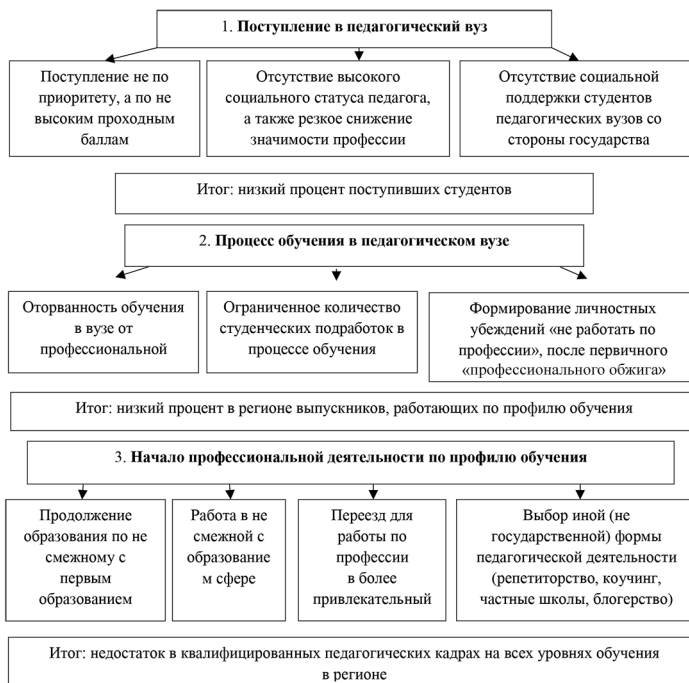 1. Поступление в педагогический вуз
Поступление не по
приоритету, а по не
высоким проходным
баллам
Отсутствие высокого
социального статуса педагога,
а также резкое снижение
значимости профессии
Отсутствие социальной
поддержки студентов
педагогических вузов со
стороны государства
Итог: низкий процент поступивших студентов
2. Процесс обучения в педагогическом вузе
Оторванность обучения
в вузе от
профессиональной
Ограниченное количество
студенческих подработок в
процессе обучения
Формирование личностных
убеждений «не работать по
профессии», после первичного
«профессионального обжига»
Итог: низкий процент в регионе выпускников, работающих по профилю обучения
3. Начало профессиональной деятельности по профилю обучения
Продолжение
образования по не
смежному с
первым
образованием
Работа в не
смежной с
образование
м сфере
Переезд для
работы по
профессии
в более
привлекательный
Выбор иной (не
государственной) формы
педагогической деятельности
(репетиторство, коучинг,
частные школы, блогерство)
Итог: недостаток в квалифицированных педагогических кадрах на всех уровнях обучения
в регионе